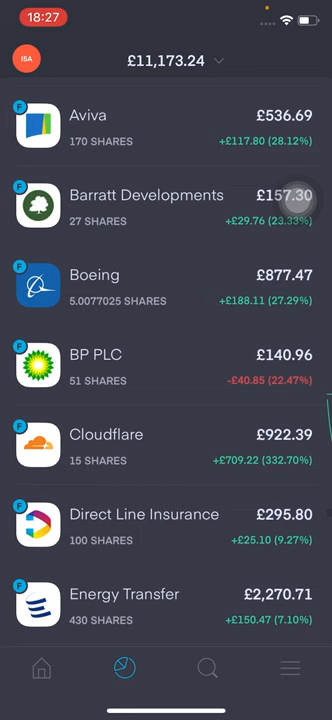 18:27
ISA
£11,173.24
F
Aviva
£536.69
170 SHARES
+£117.80 (28.12%)
F
Barratt Developments
£157.30
27 SHARES
+£29.76 (23.33%)
F
Boeing
£877.47
5.0077025 SHARES
+£188.11 (27.29%)
F
BP PLC
£140.96
51 SHARES
-£40.85 (22.47%)
F
Cloudflare
£922.39
15 SHARES
+£709.22 (332.70%)
F
Direct Line Insurance
£295.80
100 SHARES
+£25.10 (9.27%)
F
Energy Transfer
£2,270.71
430 SHARES
+£150.47 (7.10%)